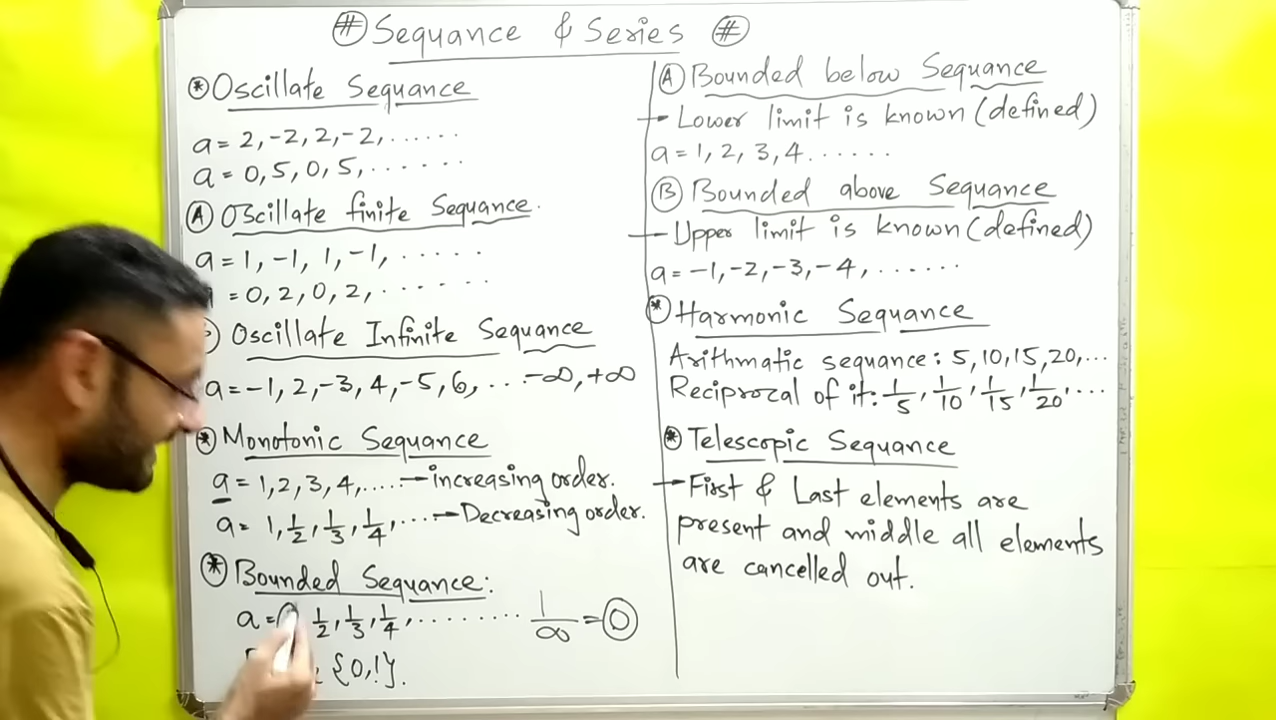 # Sequance & Series #
* Oscillate Sequance
a = 2, -2, 2, -2, ......
a = 0, 5, 0, 5, ......
A Oscillate finite Sequance.
a = 1, -1, 1, -1, ......
= 0, 2, 0, 2, ......
Oscillate Infinite Sequance
a = -1, 2, -3, 4, -5, 6, ... -∞, +∞
* Monotonic Sequance
a = 1, 2, 3, 4, ..... - increasing order.
a = 1, 1/2, 1/3, 1/4, .... - Decreasing order.
* Bounded Sequance:
a = 1/2, 1/3, 1/4, ......... 1/∞ = 0
{0,1}.
A Bounded below Sequance
- Lower limit is known (defined)
a = 1, 2, 3, 4 ......
B Bounded above Sequance
- Upper limit is known (defined)
a = -1, -2, -3, -4, ......
* Harmonic Sequance
Arithmatic sequance: 5, 10, 15, 20, ...
Reciprocal of it: 1/5, 1/10, 1/15, 1/20, ...
* Telescopic Sequance
- First & Last elements are
present and middle all elements
are cancelled out.